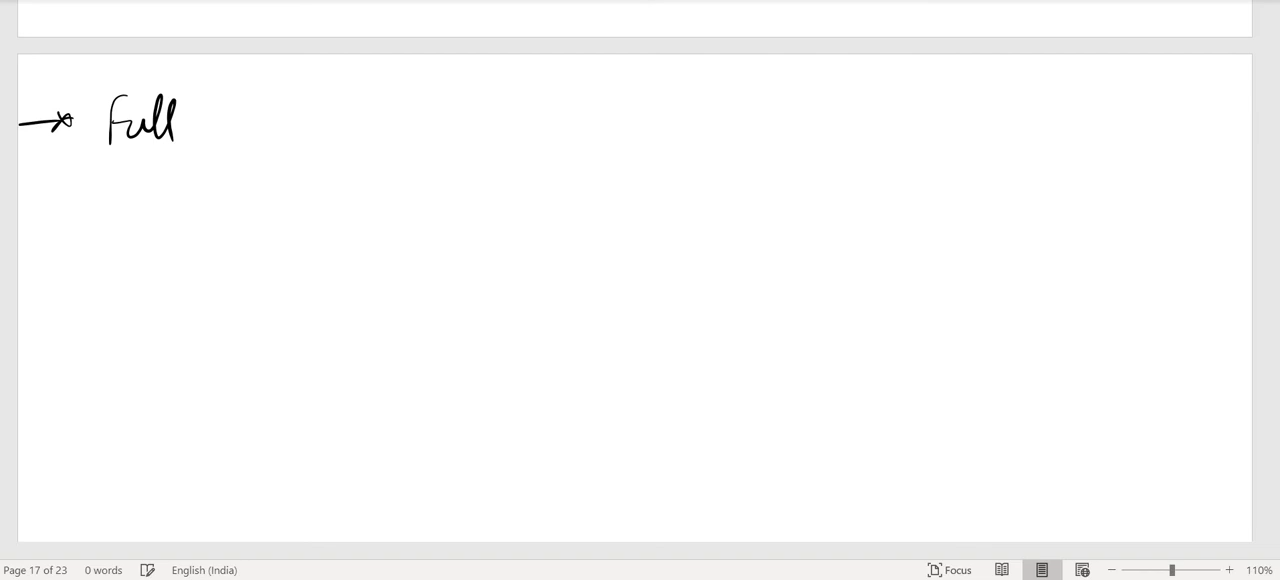 → Full
Page 17 of 23 0 words English (India) Focus 110%